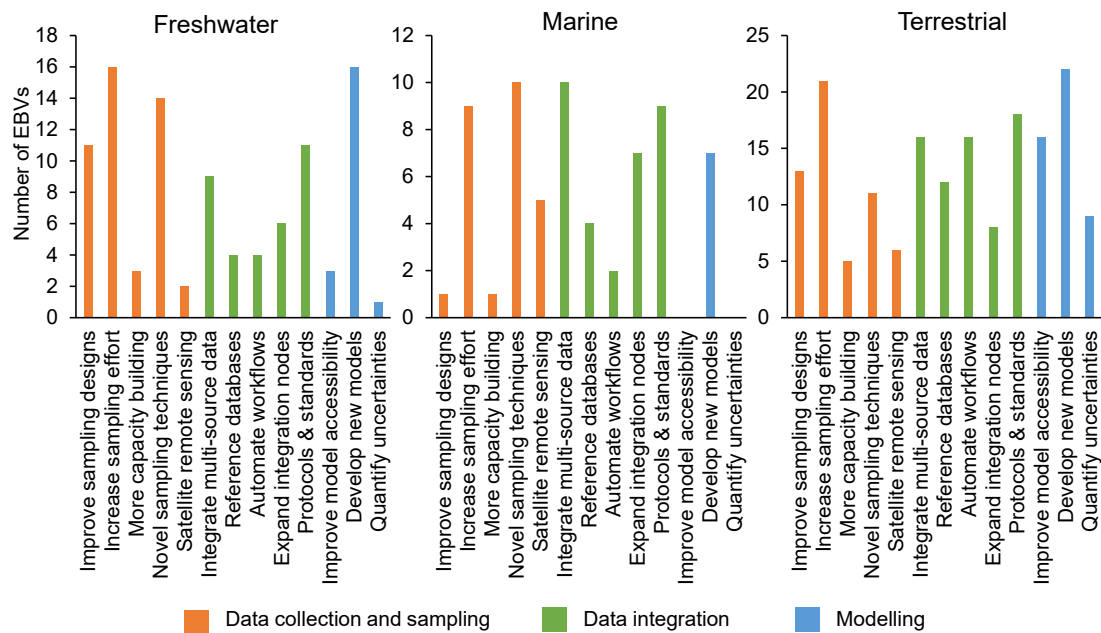 Freshwater
Marine
Terrestrial
Number of EBVs
18
16
14
12
10
8
6
4
2
0
12
10
8
6
4
2
0
25
20
15
10
5
0
Improve sampling designs
Increase sampling effort
More capacity building
Novel sampling techniques
Satellite remote sensing
Integrate multi-source data
Reference databases
Automate workflows
Expand integration nodes
Protocols & standards
Improve model accessibility
Develop new models
Quantify uncertainties
Improve sampling designs
Increase sampling effort
More capacity building
Novel sampling techniques
Satellite remote sensing
Integrate multi-source data
Reference databases
Automate workflows
Expand integration nodes
Protocols & standards
Improve model accessibility
Develop new models
Quantify uncertainties
Improve sampling designs
Increase sampling effort
More capacity building
Novel sampling techniques
Satellite remote sensing
Integrate multi-source data
Reference databases
Automate workflows
Expand integration nodes
Protocols & standards
Improve model accessibility
Develop new models
Quantify uncertainties
Data collection and sampling
Data integration
Modelling